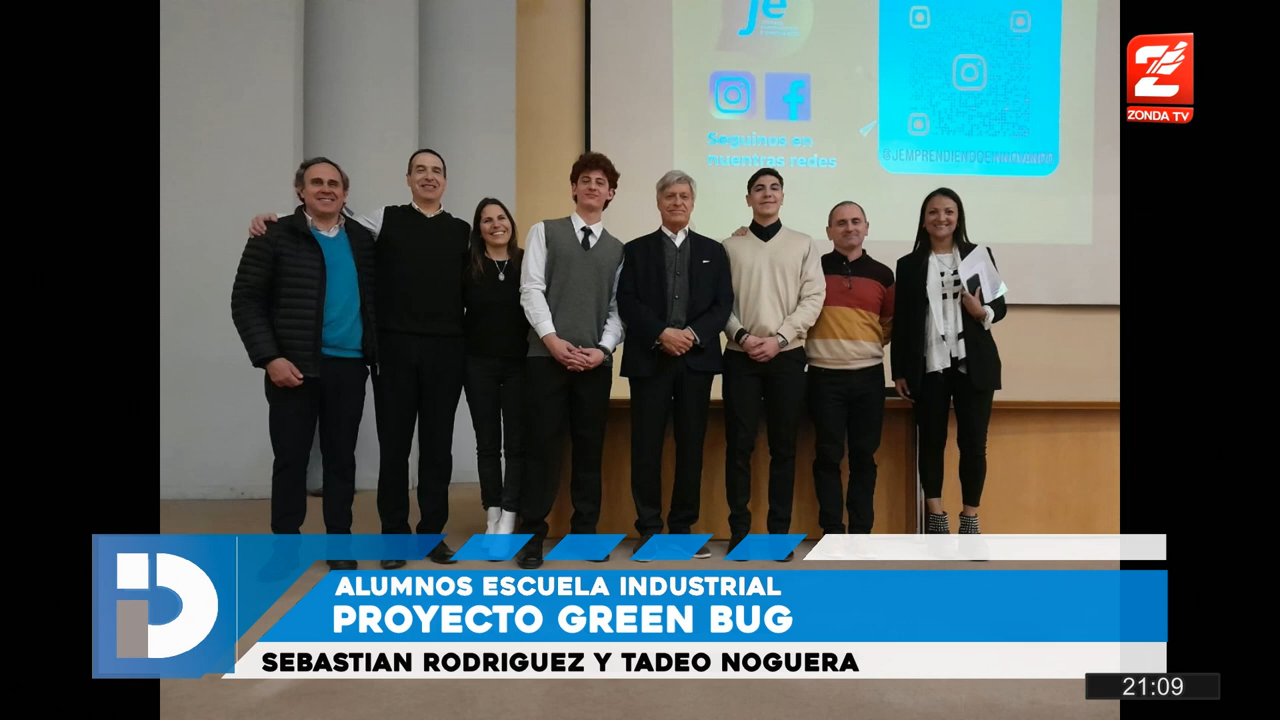 je
Seguinos en
nuestras redes
@JEMPRENDIENDOEINNOVANDO
Z
ZONDA TV
ALUMNOS ESCUELA INDUSTRIAL
PROYECTO GREEN BUG
SEBASTIAN RODRIGUEZ Y TADEO NOGUERA
21:09